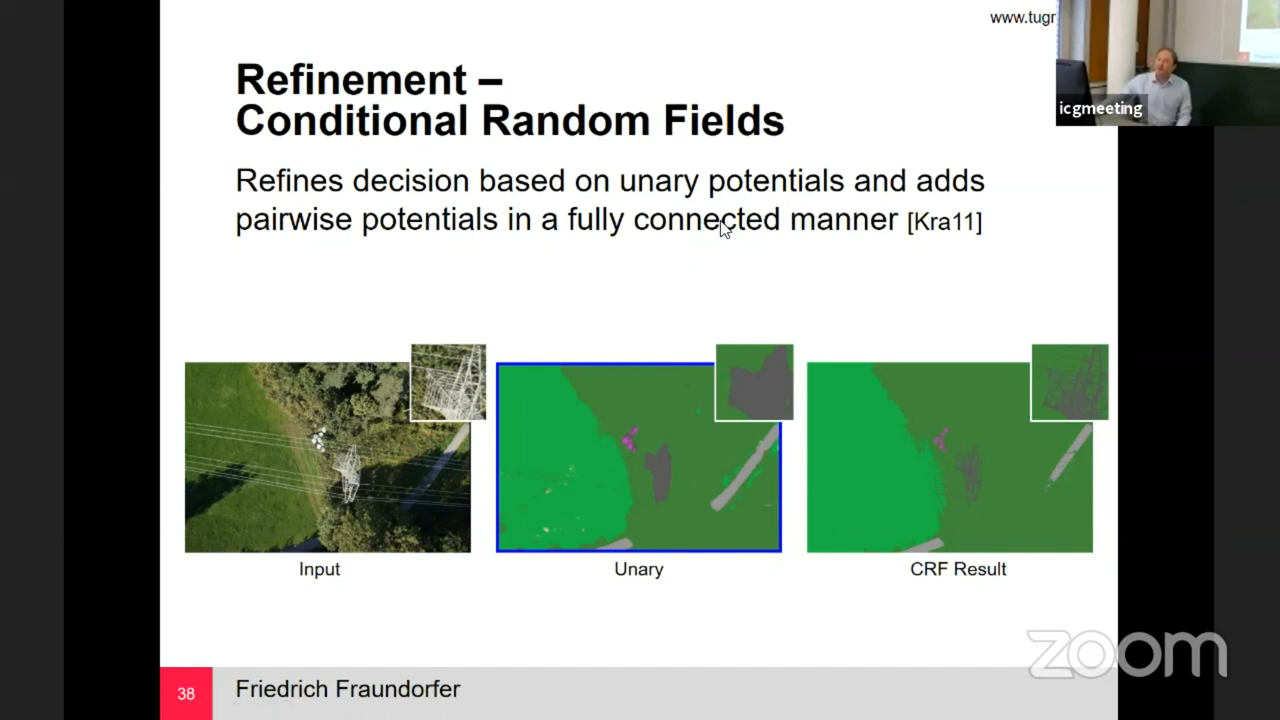 www.tugr
icgmeeting
Refinement –
Conditional Random Fields
Refines decision based on unary potentials and adds
pairwise potentials in a fully connected manner [Kra11]
Input
Unary
CRF Result
zoom
38
Friedrich Fraundorfer